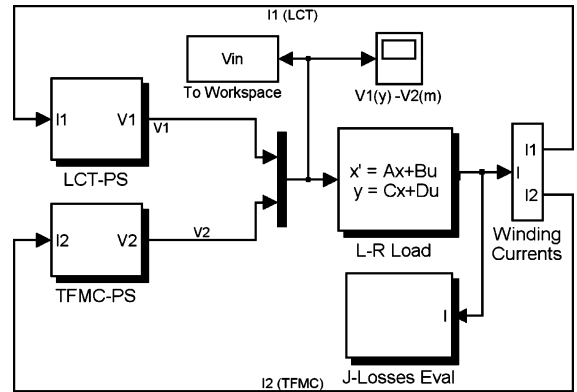 I1 (LCT)
Vin
To Workspace
V1(y) -V2(m)
I1
V1
V1
LCT-PS
x' = Ax+Bu
y = Cx+Du
L-R Load
I
I1
I2
Winding
Currents
I2
V2
V2
TFMC-PS
I
J-Losses Eval
I2 (TFMC)